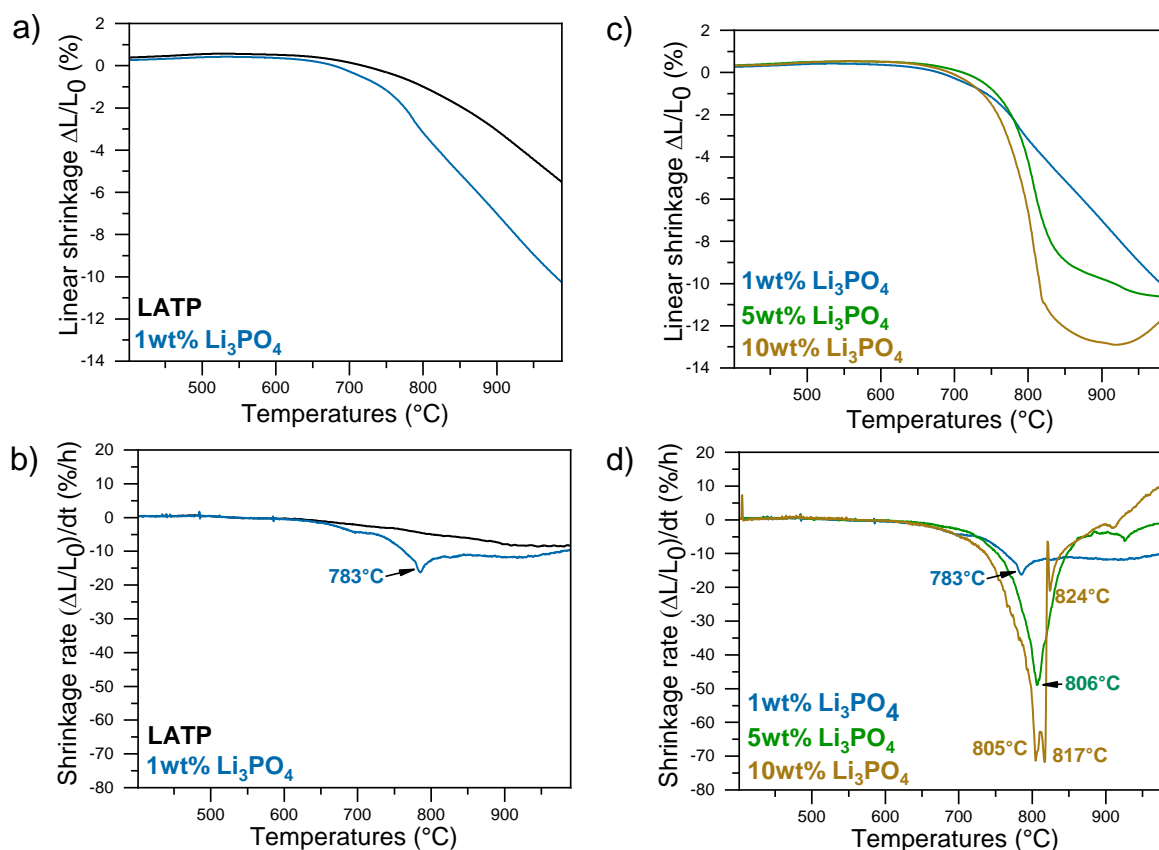 a)
Linear shrinkage ΔL/L0 (%)
2
0
-2
-4
-6
-8
-10
-12
-14
LATP
1wt% Li3PO4
500 600 700 800 900
Temperatures (°C)
c)
Linear shrinkage ΔL/L0 (%)
2
0
-2
-4
-6
-8
-10
-12
-14
1wt% Li3PO4
5wt% Li3PO4
10wt% Li3PO4
500 600 700 800 900
Temperatures (°C)
b)
Shrinkage rate (ΔL/L0)/dt (%/h)
20
10
0
-10
-20
-30
-40
-50
-60
-70
-80
783°C
LATP
1wt% Li3PO4
500 600 700 800 900
Temperatures (°C)
d)
Shrinkage rate (ΔL/L0)/dt (%/h)
20
10
0
-10
-20
-30
-40
-50
-60
-70
-80
783°C
824°C
806°C
1wt% Li3PO4
5wt% Li3PO4
10wt% Li3PO4
805°C
817°C
500 600 700 800 900
Temperatures (°C)